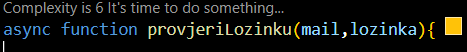 Complexity is 6 It's time to do something...
async function provjeriLozinku(mail,lozinka){